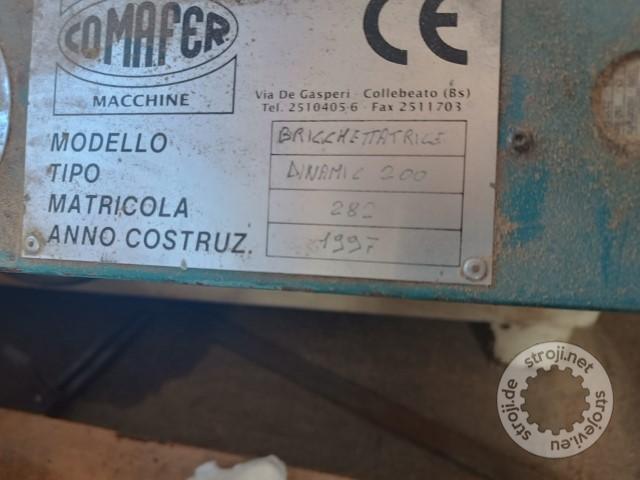 COMAFER
MACCHINE
CE
Via De Gasperi - Collebeato (Bs)
Tel. 2510405-6 - Fax 2511703
MODELLO BRICCHETTATRICE
TIPO DINAMIC 200
MATRICOLA 282
ANNO COSTRUZ. 1997
stroji.net
stroji.de
strojevi.eu